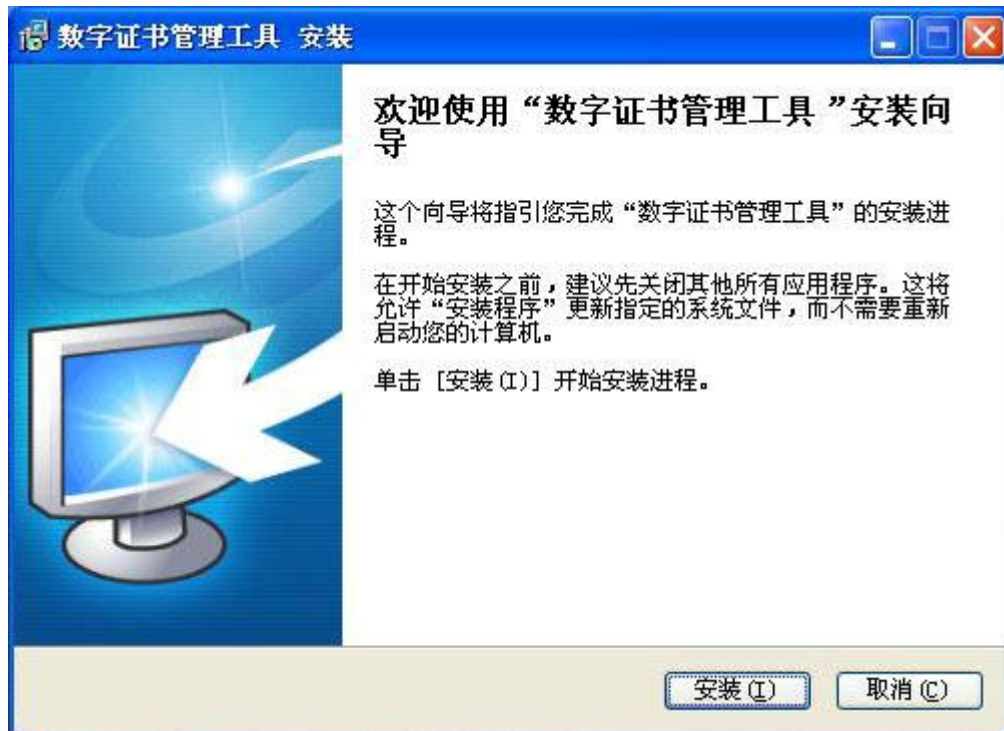 数字证书管理工具 安装
欢迎使用“数字证书管理工具 ”安装向
导
这个向导将指引您完成“数字证书管理工具”的安装进
程。
在开始安装之前，建议先关闭其他所有应用程序。这将
允许“安装程序”更新指定的系统文件，而不需要重新
启动您的计算机。
单击 [安装(I)] 开始安装进程。
安装(I)
取消(C)